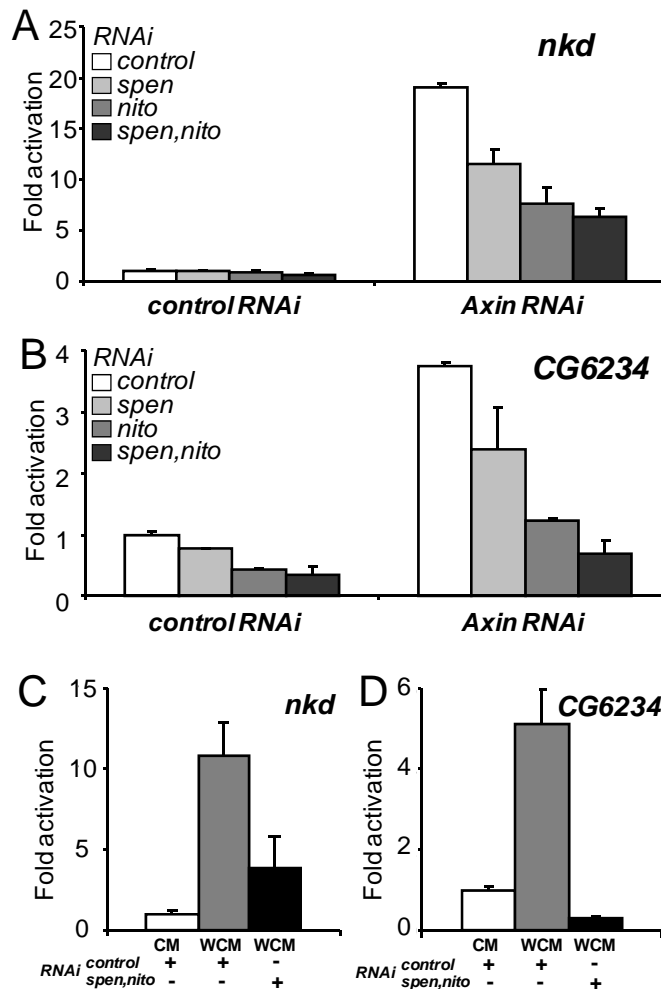 A
RNAi
control
spen
nito
spen,nito
nkd
Fold activation
25
20
15
10
5
0
control RNAi
Axin RNAi
B
RNAi
control
spen
nito
spen,nito
CG6234
Fold activation
4
3
2
1
0
control RNAi
Axin RNAi
C
nkd
Fold activation
15
10
5
0
CM WCM WCM
RNAi control + + -
spen,nito - - +
D
CG6234
Fold activation
6
4
2
0
CM WCM WCM
RNAi control + + -
spen,nito - - +